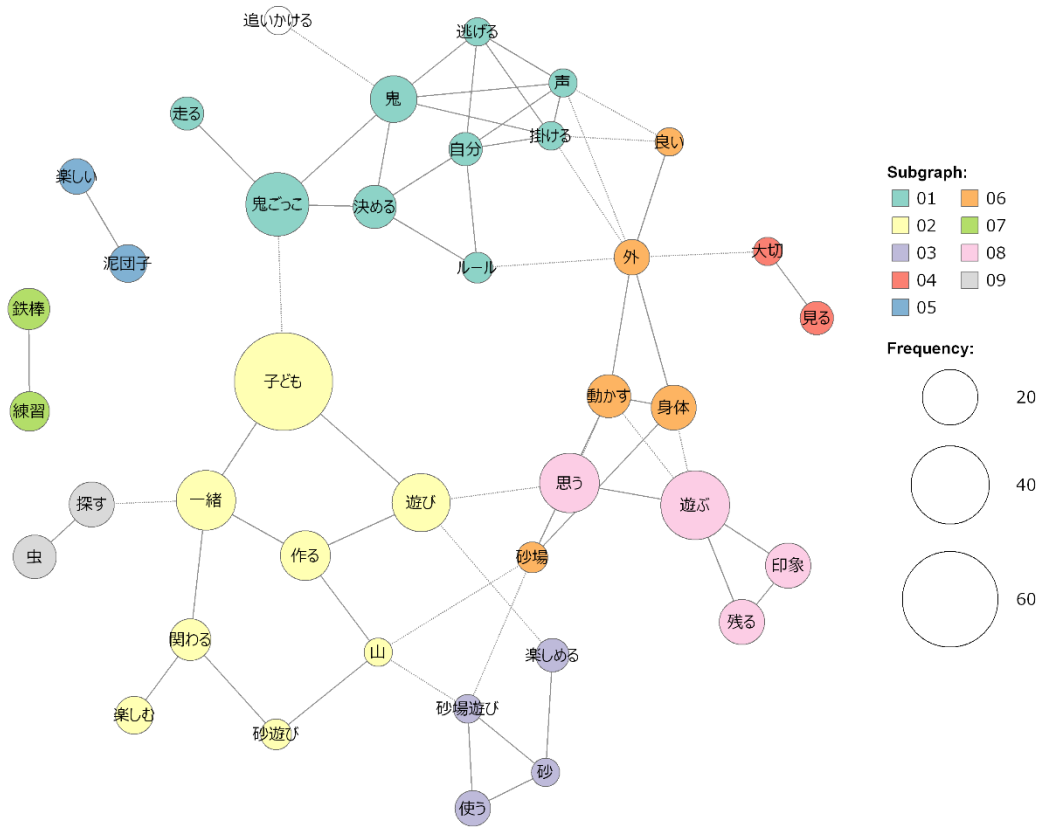 追いかける
逃げる
声
鬼
走る
掛ける
良い
自分
楽しい
鬼ごっこ
決める
外
大切
泥団子
ルール
鉄棒
見る
子ども
動かす
身体
練習
思う
一緒
遊び
遊ぶ
探す
作る
砂場
虫
印象
残る
関わる
山
楽しめる
砂場遊び
楽しむ
砂遊び
砂
使う
Subgraph:
01 06
02 07
03 08
04 09
05
Frequency:
20
40
60